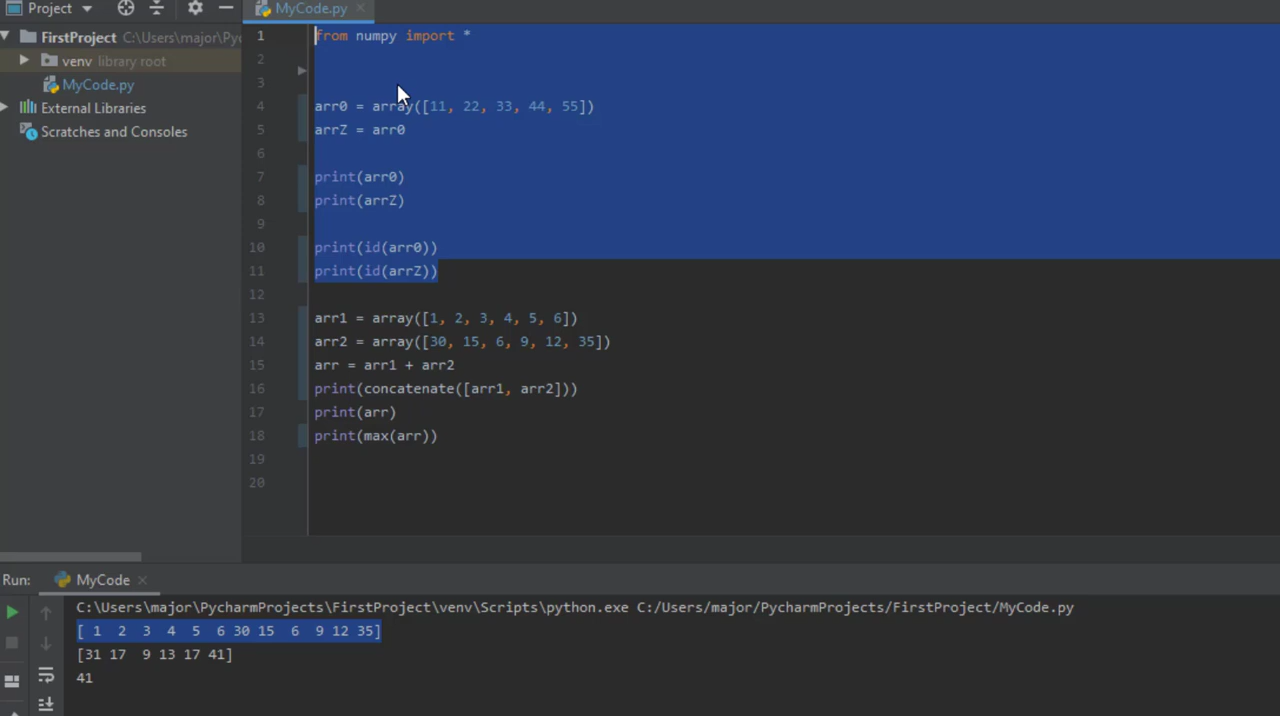 Project
MyCode.py
FirstProject C:\Users\major\Pyc
venv library root
MyCode.py
External Libraries
Scratches and Consoles
1 from numpy import *
2
3
4 arr0 = array([11, 22, 33, 44, 55])
5 arrZ = arr0
6
7 print(arr0)
8 print(arrZ)
9
10 print(id(arr0))
11 print(id(arrZ))
12
13 arr1 = array([1, 2, 3, 4, 5, 6])
14 arr2 = array([30, 15, 6, 9, 12, 35])
15 arr = arr1 + arr2
16 print(concatenate([arr1, arr2]))
17 print(arr)
18 print(max(arr))
19
20
Run: MyCode
C:\Users\major\PycharmProjects\FirstProject\venv\Scripts\python.exe C:/Users/major/PycharmProjects/FirstProject/MyCode.py
[ 1  2  3  4  5  6 30 15  6  9 12 35]
[31 17  9 13 17 41]
41